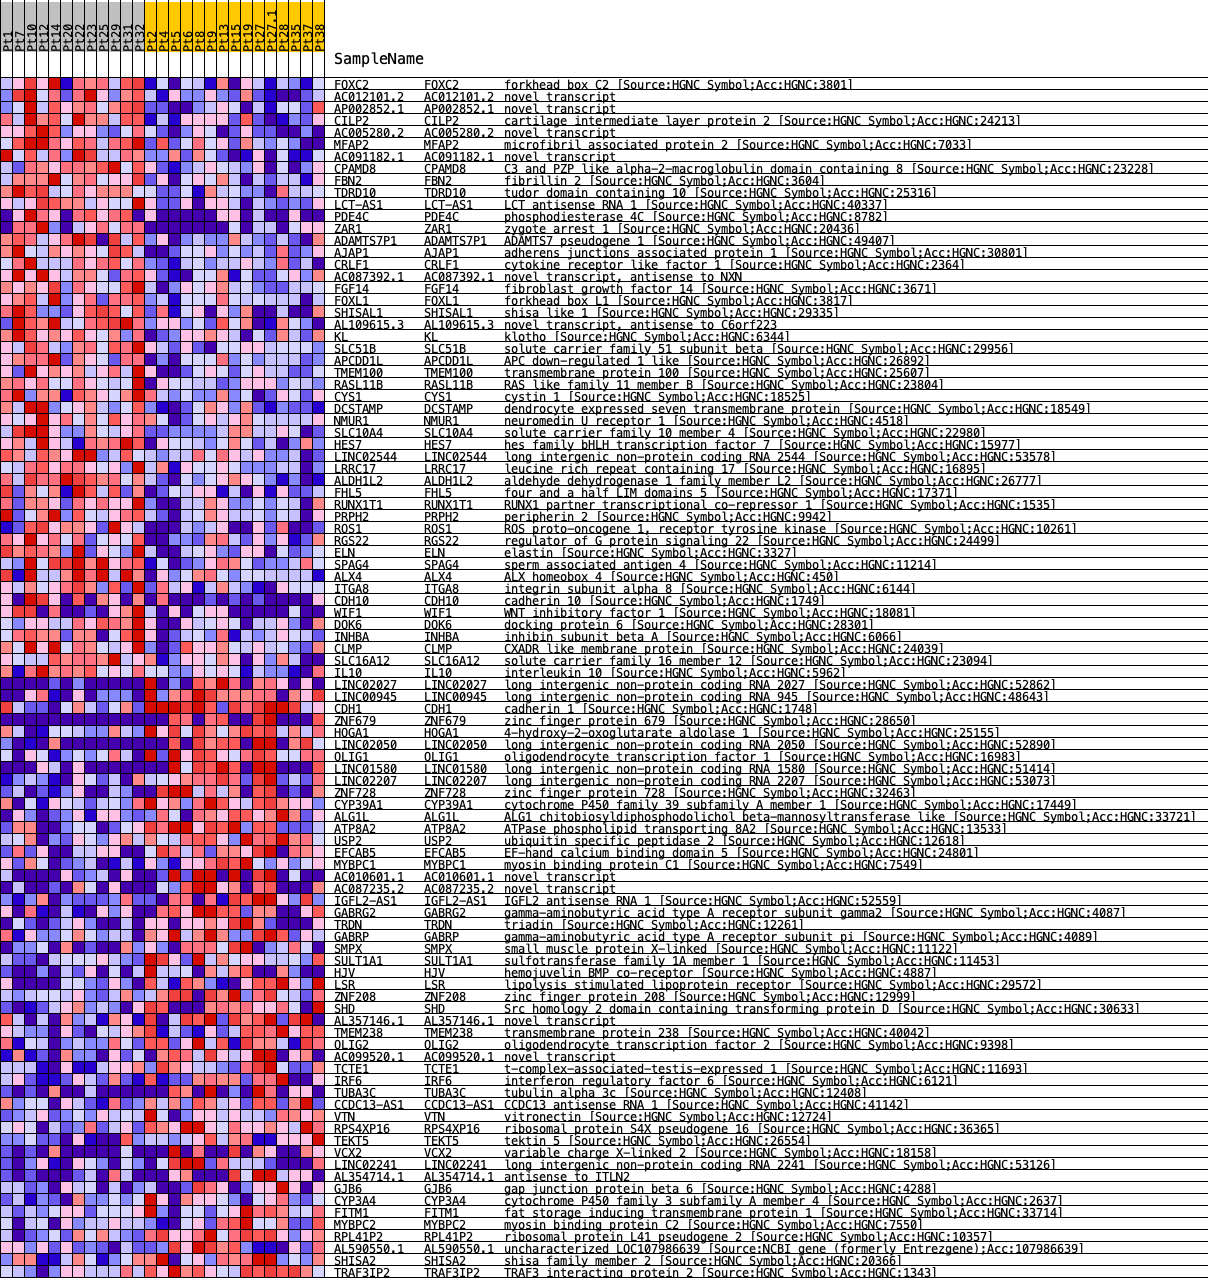 Pt1 Pt7 Pt10 Pt12 Pt14 Pt20 Pt22 Pt23 Pt25 Pt29 Pt31 Pt32 Pt2 Pt4 Pt5 Pt6 Pt8 Pt9 Pt13 Pt15 Pt19 Pt27 Pt27.1 Pt28 Pt35 Pt37 Pt38
SampleName
FOXC2 FOXC2 forkhead box C2 [Source:HGNC Symbol;Acc:HGNC:3801]
AC012101.2 AC012101.2 novel transcript
AP002852.1 AP002852.1 novel transcript
CILP2 CILP2 cartilage intermediate layer protein 2 [Source:HGNC Symbol;Acc:HGNC:24213]
AC005280.2 AC005280.2 novel transcript
MFAP2 MFAP2 microfibril associated protein 2 [Source:HGNC Symbol;Acc:HGNC:7033]
AC091182.1 AC091182.1 novel transcript
CPAMD8 CPAMD8 C3 and PZP like alpha-2-macroglobulin domain containing 8 [Source:HGNC Symbol;Acc:HGNC:23228]
FBN2 FBN2 fibrillin 2 [Source:HGNC Symbol;Acc:HGNC:3604]
TDRD10 TDRD10 tudor domain containing 10 [Source:HGNC Symbol;Acc:HGNC:25316]
LCT-AS1 LCT-AS1 LCT antisense RNA 1 [Source:HGNC Symbol;Acc:HGNC:40337]
PDE4C PDE4C phosphodiesterase 4C [Source:HGNC Symbol;Acc:HGNC:8782]
ZAR1 ZAR1 zygote arrest 1 [Source:HGNC Symbol;Acc:HGNC:20436]
ADAMTS7P1 ADAMTS7P1 ADAMTS7 pseudogene 1 [Source:HGNC Symbol;Acc:HGNC:49407]
AJAP1 AJAP1 adherens junctions associated protein 1 [Source:HGNC Symbol;Acc:HGNC:30801]
CRLF1 CRLF1 cytokine receptor like factor 1 [Source:HGNC Symbol;Acc:HGNC:2364]
AC087392.1 AC087392.1 novel transcript, antisense to NXN
FGF14 FGF14 fibroblast growth factor 14 [Source:HGNC Symbol;Acc:HGNC:3671]
FOXL1 FOXL1 forkhead box L1 [Source:HGNC Symbol;Acc:HGNC:3817]
SHISAL1 SHISAL1 shisa like 1 [Source:HGNC Symbol;Acc:HGNC:29335]
AL109615.3 AL109615.3 novel transcript, antisense to C6orf223
KL KL klotho [Source:HGNC Symbol;Acc:HGNC:6344]
SLC51B SLC51B solute carrier family 51 subunit beta [Source:HGNC Symbol;Acc:HGNC:29956]
APCDD1L APCDD1L APC down-regulated 1 like [Source:HGNC Symbol;Acc:HGNC:26892]
TMEM100 TMEM100 transmembrane protein 100 [Source:HGNC Symbol;Acc:HGNC:25607]
RASL11B RASL11B RAS like family 11 member B [Source:HGNC Symbol;Acc:HGNC:23804]
CYS1 CYS1 cystin 1 [Source:HGNC Symbol;Acc:HGNC:18525]
DCSTAMP DCSTAMP dendrocyte expressed seven transmembrane protein [Source:HGNC Symbol;Acc:HGNC:18549]
NMUR1 NMUR1 neuromedin U receptor 1 [Source:HGNC Symbol;Acc:HGNC:4518]
SLC10A4 SLC10A4 solute carrier family 10 member 4 [Source:HGNC Symbol;Acc:HGNC:22980]
HES7 HES7 hes family bHLH transcription factor 7 [Source:HGNC Symbol;Acc:HGNC:15977]
LINC02544 LINC02544 long intergenic non-protein coding RNA 2544 [Source:HGNC Symbol;Acc:HGNC:53578]
LRRC17 LRRC17 leucine rich repeat containing 17 [Source:HGNC Symbol;Acc:HGNC:16895]
ALDH1L2 ALDH1L2 aldehyde dehydrogenase 1 family member L2 [Source:HGNC Symbol;Acc:HGNC:26777]
FHL5 FHL5 four and a half LIM domains 5 [Source:HGNC Symbol;Acc:HGNC:17371]
RUNX1T1 RUNX1T1 RUNX1 partner transcriptional co-repressor 1 [Source:HGNC Symbol;Acc:HGNC:1535]
PRPH2 PRPH2 peripherin 2 [Source:HGNC Symbol;Acc:HGNC:9942]
ROS1 ROS1 ROS proto-oncogene 1, receptor tyrosine kinase [Source:HGNC Symbol;Acc:HGNC:10261]
RGS22 RGS22 regulator of G protein signaling 22 [Source:HGNC Symbol;Acc:HGNC:24499]
ELN ELN elastin [Source:HGNC Symbol;Acc:HGNC:3327]
SPAG4 SPAG4 sperm associated antigen 4 [Source:HGNC Symbol;Acc:HGNC:11214]
ALX4 ALX4 ALX homeobox 4 [Source:HGNC Symbol;Acc:HGNC:450]
ITGA8 ITGA8 integrin subunit alpha 8 [Source:HGNC Symbol;Acc:HGNC:6144]
CDH10 CDH10 cadherin 10 [Source:HGNC Symbol;Acc:HGNC:1749]
WIF1 WIF1 WNT inhibitory factor 1 [Source:HGNC Symbol;Acc:HGNC:18081]
DOK6 DOK6 docking protein 6 [Source:HGNC Symbol;Acc:HGNC:28301]
INHBA INHBA inhibin subunit beta A [Source:HGNC Symbol;Acc:HGNC:6066]
CLMP CLMP CXADR like membrane protein [Source:HGNC Symbol;Acc:HGNC:24039]
SLC16A12 SLC16A12 solute carrier family 16 member 12 [Source:HGNC Symbol;Acc:HGNC:23094]
IL10 IL10 interleukin 10 [Source:HGNC Symbol;Acc:HGNC:5962]
LINC02027 LINC02027 long intergenic non-protein coding RNA 2027 [Source:HGNC Symbol;Acc:HGNC:52862]
LINC00945 LINC00945 long intergenic non-protein coding RNA 945 [Source:HGNC Symbol;Acc:HGNC:48643]
CDH1 CDH1 cadherin 1 [Source:HGNC Symbol;Acc:HGNC:1748]
ZNF679 ZNF679 zinc finger protein 679 [Source:HGNC Symbol;Acc:HGNC:28650]
HOGA1 HOGA1 4-hydroxy-2-oxoglutarate aldolase 1 [Source:HGNC Symbol;Acc:HGNC:25155]
LINC02050 LINC02050 long intergenic non-protein coding RNA 2050 [Source:HGNC Symbol;Acc:HGNC:52890]
OLIG1 OLIG1 oligodendrocyte transcription factor 1 [Source:HGNC Symbol;Acc:HGNC:16983]
LINC01580 LINC01580 long intergenic non-protein coding RNA 1580 [Source:HGNC Symbol;Acc:HGNC:51414]
LINC02207 LINC02207 long intergenic non-protein coding RNA 2207 [Source:HGNC Symbol;Acc:HGNC:53073]
ZNF728 ZNF728 zinc finger protein 728 [Source:HGNC Symbol;Acc:HGNC:32463]
CYP39A1 CYP39A1 cytochrome P450 family 39 subfamily A member 1 [Source:HGNC Symbol;Acc:HGNC:17449]
ALG1L ALG1L ALG1 chitobiosyldiphosphodolichol beta-mannosyltransferase like [Source:HGNC Symbol;Acc:HGNC:33721]
ATP8A2 ATP8A2 ATPase phospholipid transporting 8A2 [Source:HGNC Symbol;Acc:HGNC:13533]
USP2 USP2 ubiquitin specific peptidase 2 [Source:HGNC Symbol;Acc:HGNC:12618]
EFCAB5 EFCAB5 EF-hand calcium binding domain 5 [Source:HGNC Symbol;Acc:HGNC:24801]
MYBPC1 MYBPC1 myosin binding protein C1 [Source:HGNC Symbol;Acc:HGNC:7549]
AC010601.1 AC010601.1 novel transcript
AC087235.2 AC087235.2 novel transcript
IGFL2-AS1 IGFL2-AS1 IGFL2 antisense RNA 1 [Source:HGNC Symbol;Acc:HGNC:52559]
GABRG2 GABRG2 gamma-aminobutyric acid type A receptor subunit gamma2 [Source:HGNC Symbol;Acc:HGNC:4087]
TRDN TRDN triadin [Source:HGNC Symbol;Acc:HGNC:12261]
GABRP GABRP gamma-aminobutyric acid type A receptor subunit pi [Source:HGNC Symbol;Acc:HGNC:4089]
SMPX SMPX small muscle protein X-linked [Source:HGNC Symbol;Acc:HGNC:11122]
SULT1A1 SULT1A1 sulfotransferase family 1A member 1 [Source:HGNC Symbol;Acc:HGNC:11453]
HJV HJV hemojuvelin BMP co-receptor [Source:HGNC Symbol;Acc:HGNC:4887]
LSR LSR lipolysis stimulated lipoprotein receptor [Source:HGNC Symbol;Acc:HGNC:29572]
ZNF208 ZNF208 zinc finger protein 208 [Source:HGNC Symbol;Acc:HGNC:12999]
SHD SHD Src homology 2 domain containing transforming protein D [Source:HGNC Symbol;Acc:HGNC:30633]
AL357146.1 AL357146.1 novel transcript
TMEM238 TMEM238 transmembrane protein 238 [Source:HGNC Symbol;Acc:HGNC:40042]
OLIG2 OLIG2 oligodendrocyte transcription factor 2 [Source:HGNC Symbol;Acc:HGNC:9398]
AC099520.1 AC099520.1 novel transcript
TCTE1 TCTE1 t-complex-associated-testis-expressed 1 [Source:HGNC Symbol;Acc:HGNC:11693]
IRF6 IRF6 interferon regulatory factor 6 [Source:HGNC Symbol;Acc:HGNC:6121]
TUBA3C TUBA3C tubulin alpha 3c [Source:HGNC Symbol;Acc:HGNC:12408]
CCDC13-AS1 CCDC13-AS1 CCDC13 antisense RNA 1 [Source:HGNC Symbol;Acc:HGNC:41142]
VTN VTN vitronectin [Source:HGNC Symbol;Acc:HGNC:12724]
RPS4XP16 RPS4XP16 ribosomal protein S4X pseudogene 16 [Source:HGNC Symbol;Acc:HGNC:36365]
TEKT5 TEKT5 tektin 5 [Source:HGNC Symbol;Acc:HGNC:26554]
VCX2 VCX2 variable charge X-linked 2 [Source:HGNC Symbol;Acc:HGNC:18158]
LINC02241 LINC02241 long intergenic non-protein coding RNA 2241 [Source:HGNC Symbol;Acc:HGNC:53126]
AL354714.1 AL354714.1 antisense to ITLN2
GJB6 GJB6 gap junction protein beta 6 [Source:HGNC Symbol;Acc:HGNC:4288]
CYP3A4 CYP3A4 cytochrome P450 family 3 subfamily A member 4 [Source:HGNC Symbol;Acc:HGNC:2637]
FITM1 FITM1 fat storage inducing transmembrane protein 1 [Source:HGNC Symbol;Acc:HGNC:33714]
MYBPC2 MYBPC2 myosin binding protein C2 [Source:HGNC Symbol;Acc:HGNC:7550]
RPL41P2 RPL41P2 ribosomal protein L41 pseudogene 2 [Source:HGNC Symbol;Acc:HGNC:10357]
AL590550.1 AL590550.1 uncharacterized LOC107986639 [Source:NCBI gene (formerly Entrezgene);Acc:107986639]
SHISA2 SHISA2 shisa family member 2 [Source:HGNC Symbol;Acc:HGNC:20366]
TRAF3IP2 TRAF3IP2 TRAF3 interacting protein 2 [Source:HGNC Symbol;Acc:HGNC:1343]